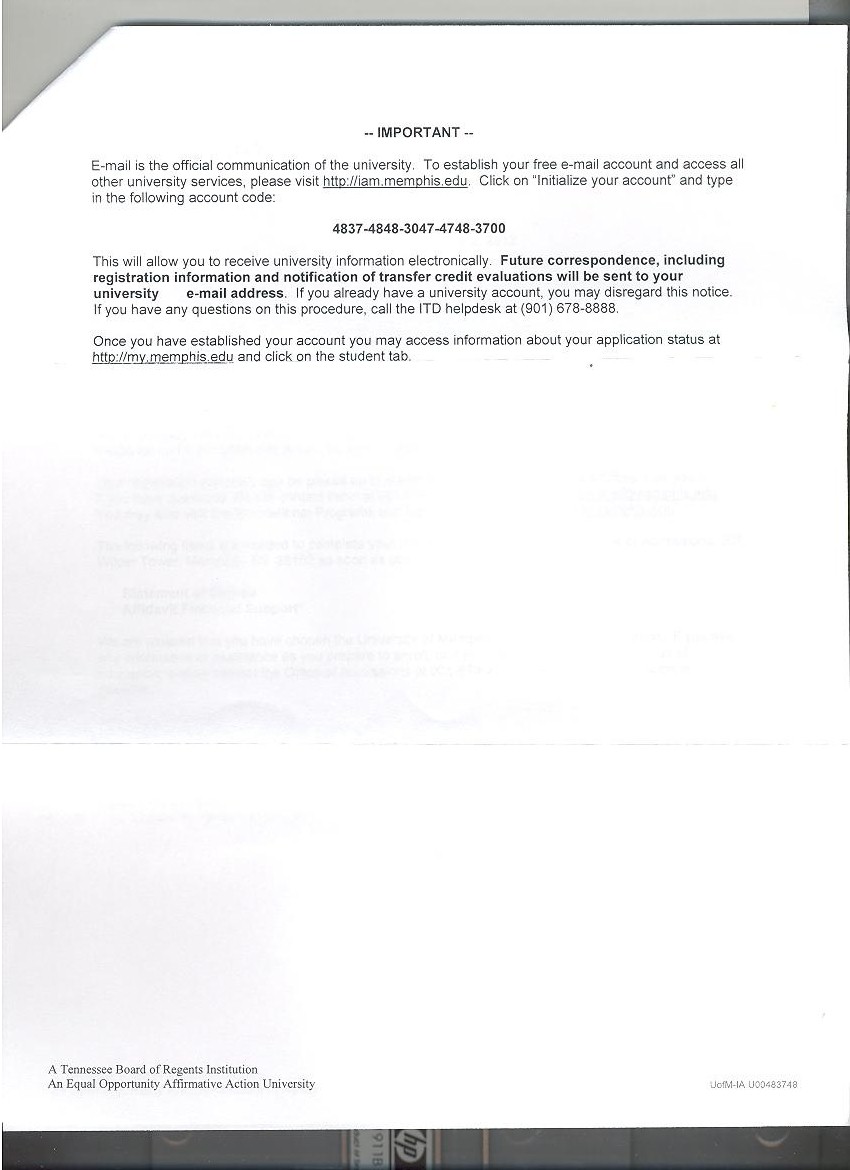 -- IMPORTANT --
E-mail is the official communication of the university. To establish your free e-mail account and access all
other university services, please visit http://iam.memphis.edu. Click on "Initialize your account" and type
in the following account code:
4837-4848-3047-4748-3700
This will allow you to receive university information electronically. Future correspondence, including
registration information and notification of transfer credit evaluations will be sent to your
university e-mail address. If you already have a university account, you may disregard this notice.
If you have any questions on this procedure, call the ITD helpdesk at (901) 678-8888.
Once you have established your account you may access information about your application status at
http://my.memphis.edu and click on the student tab.
A Tennessee Board of Regents Institution
An Equal Opportunity Affirmative Action University
UofM-IA U00483748
hp